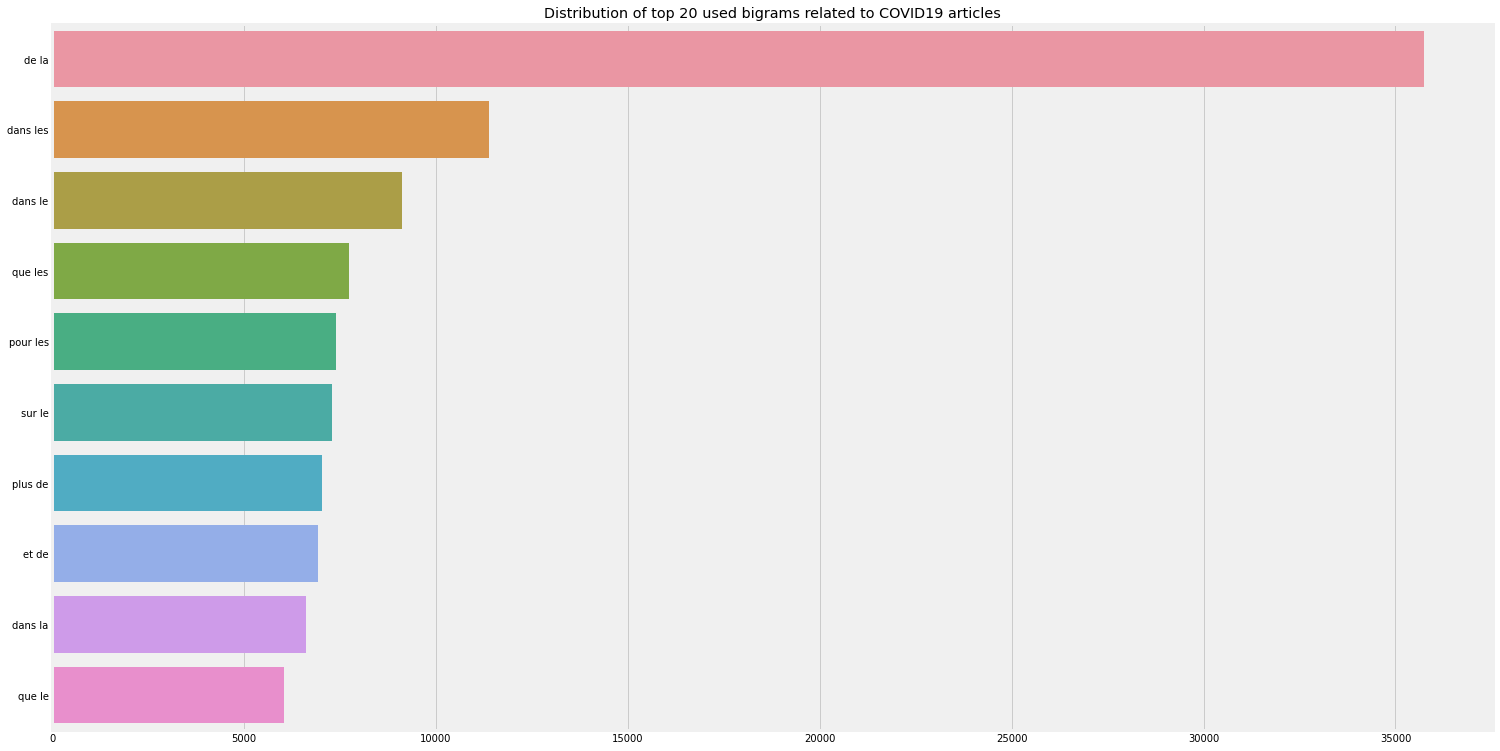 Distribution of top 20 used bigrams related to COVID19 articles
de la
dans les
dans le
que les
pour les
sur le
plus de
et de
dans la
que le
0 5000 10000 15000 20000 25000 30000 35000